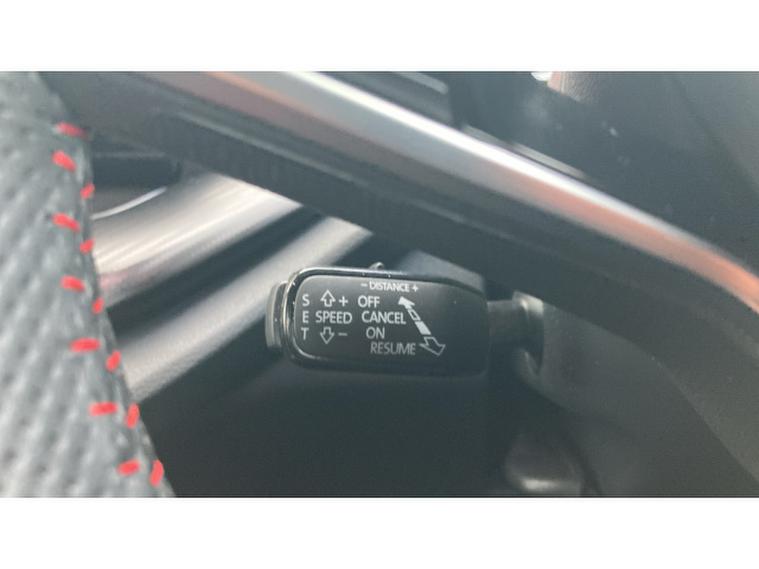 - DISTANCE +
S + OFF
E SPEED CANCEL
T - ON
RESUME